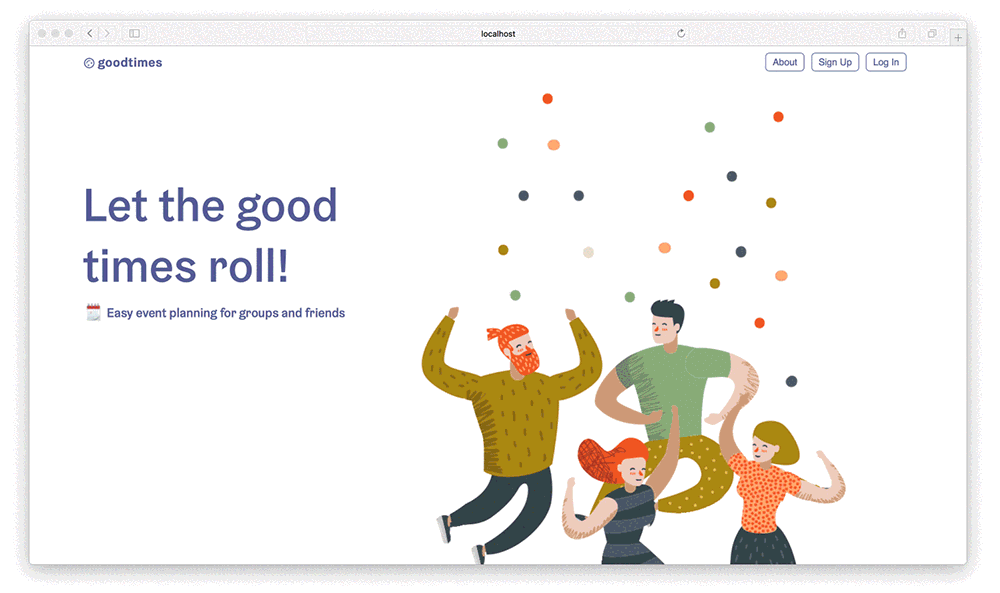 localhost
goodtimes
About
Sign Up
Log In
Let the good
times roll!
Easy event planning for groups and friends